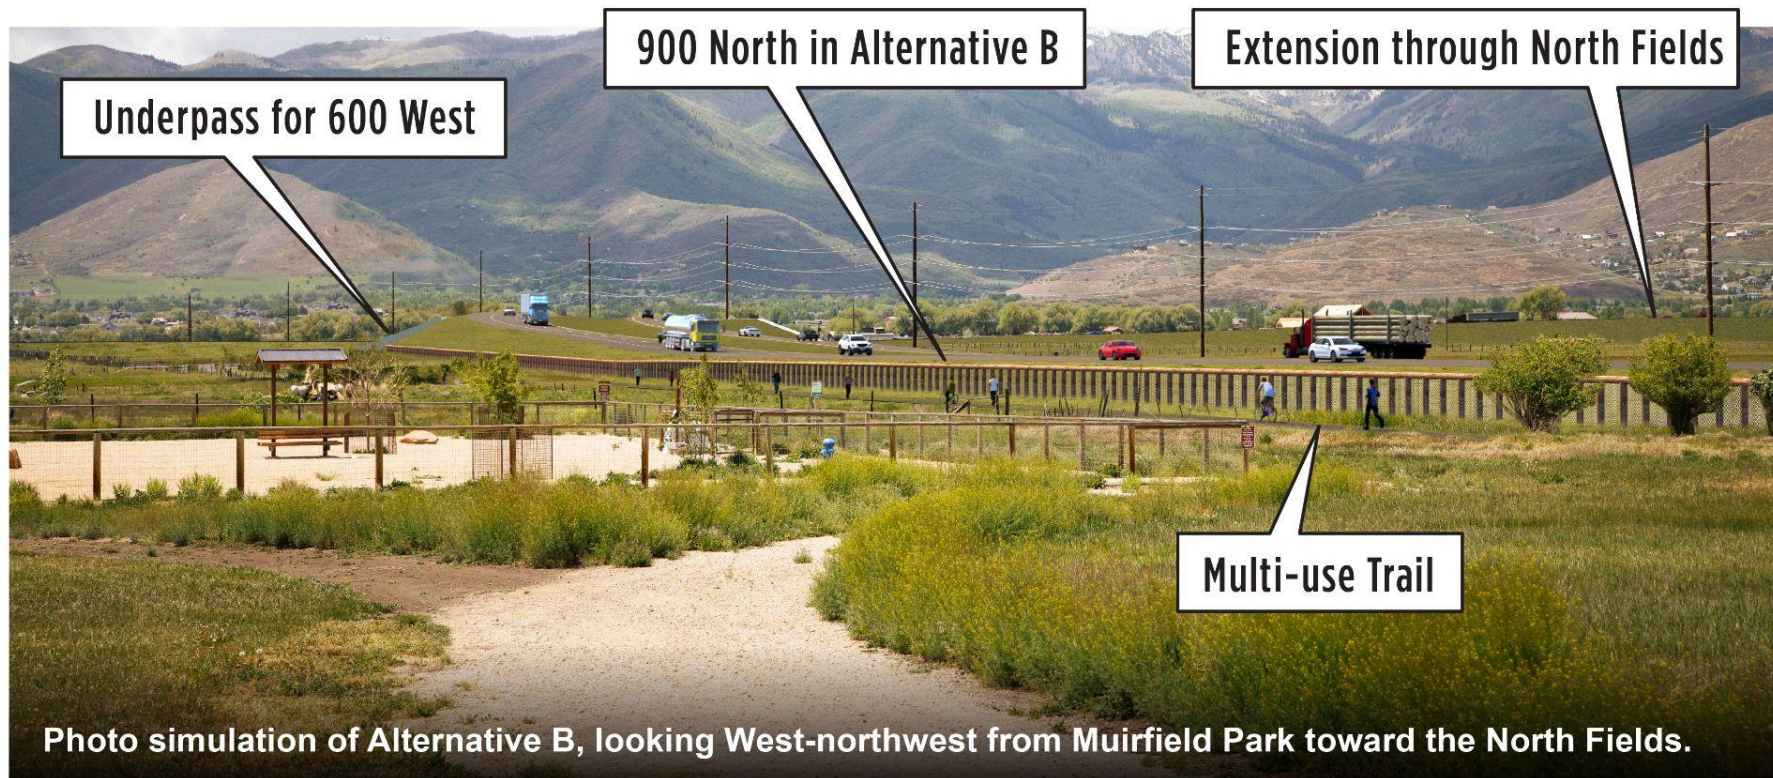 Underpass for 600 West
900 North in Alternative B
Extension through North Fields
Multi-use Trail
Photo simulation of Alternative B, looking West-northwest from Muirfield Park toward the North Fields.